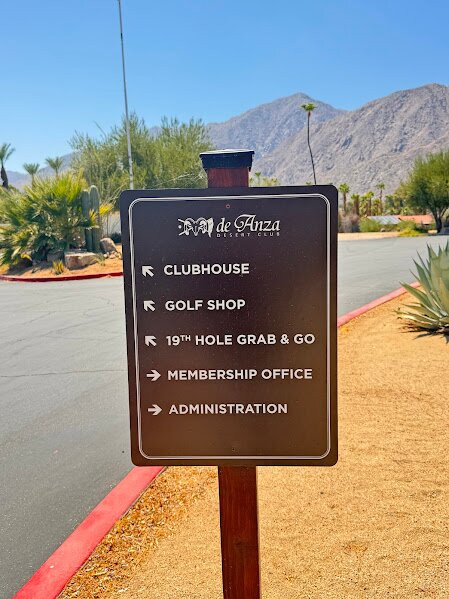 de Anza
DESERT CLUB
↖ CLUBHOUSE
↖ GOLF SHOP
↖ 19TH HOLE GRAB & GO
→ MEMBERSHIP OFFICE
→ ADMINISTRATION